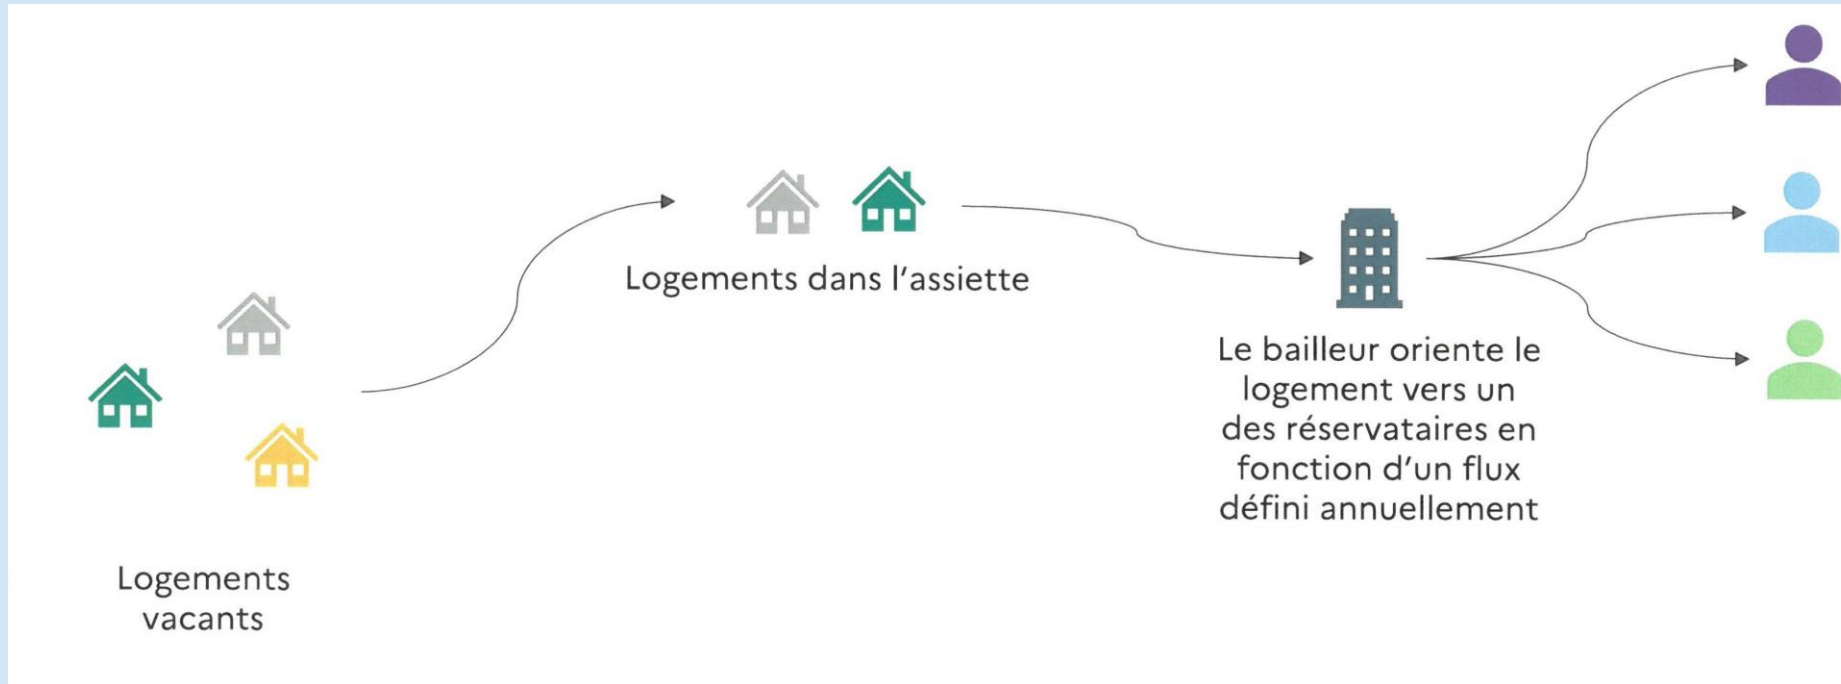 Logements
vacants
Logements dans l'assiette
Le bailleur oriente le
logement vers un
des réservataires en
fonction d'un flux
défini annuellement